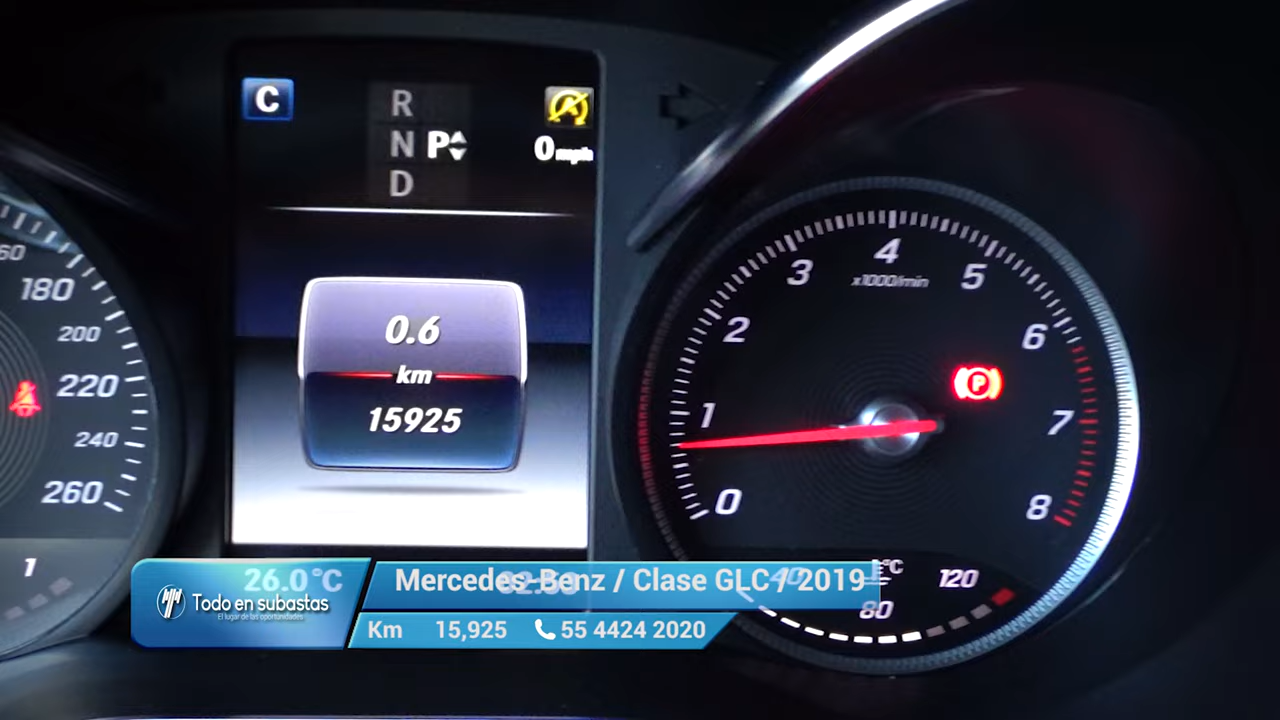 C
R
N P
D
0 mph
0.6
km
15925
60
180
200
220
240
260
1
0
1
2
3
4
5
6
7
8
x1000/min
P
40
80
120
°C
26.0°C
Todo en subastas
El lugar de las oportunidades
Mercedes-Benz / Clase GLC / 2019
Km 15,925 55 4424 2020